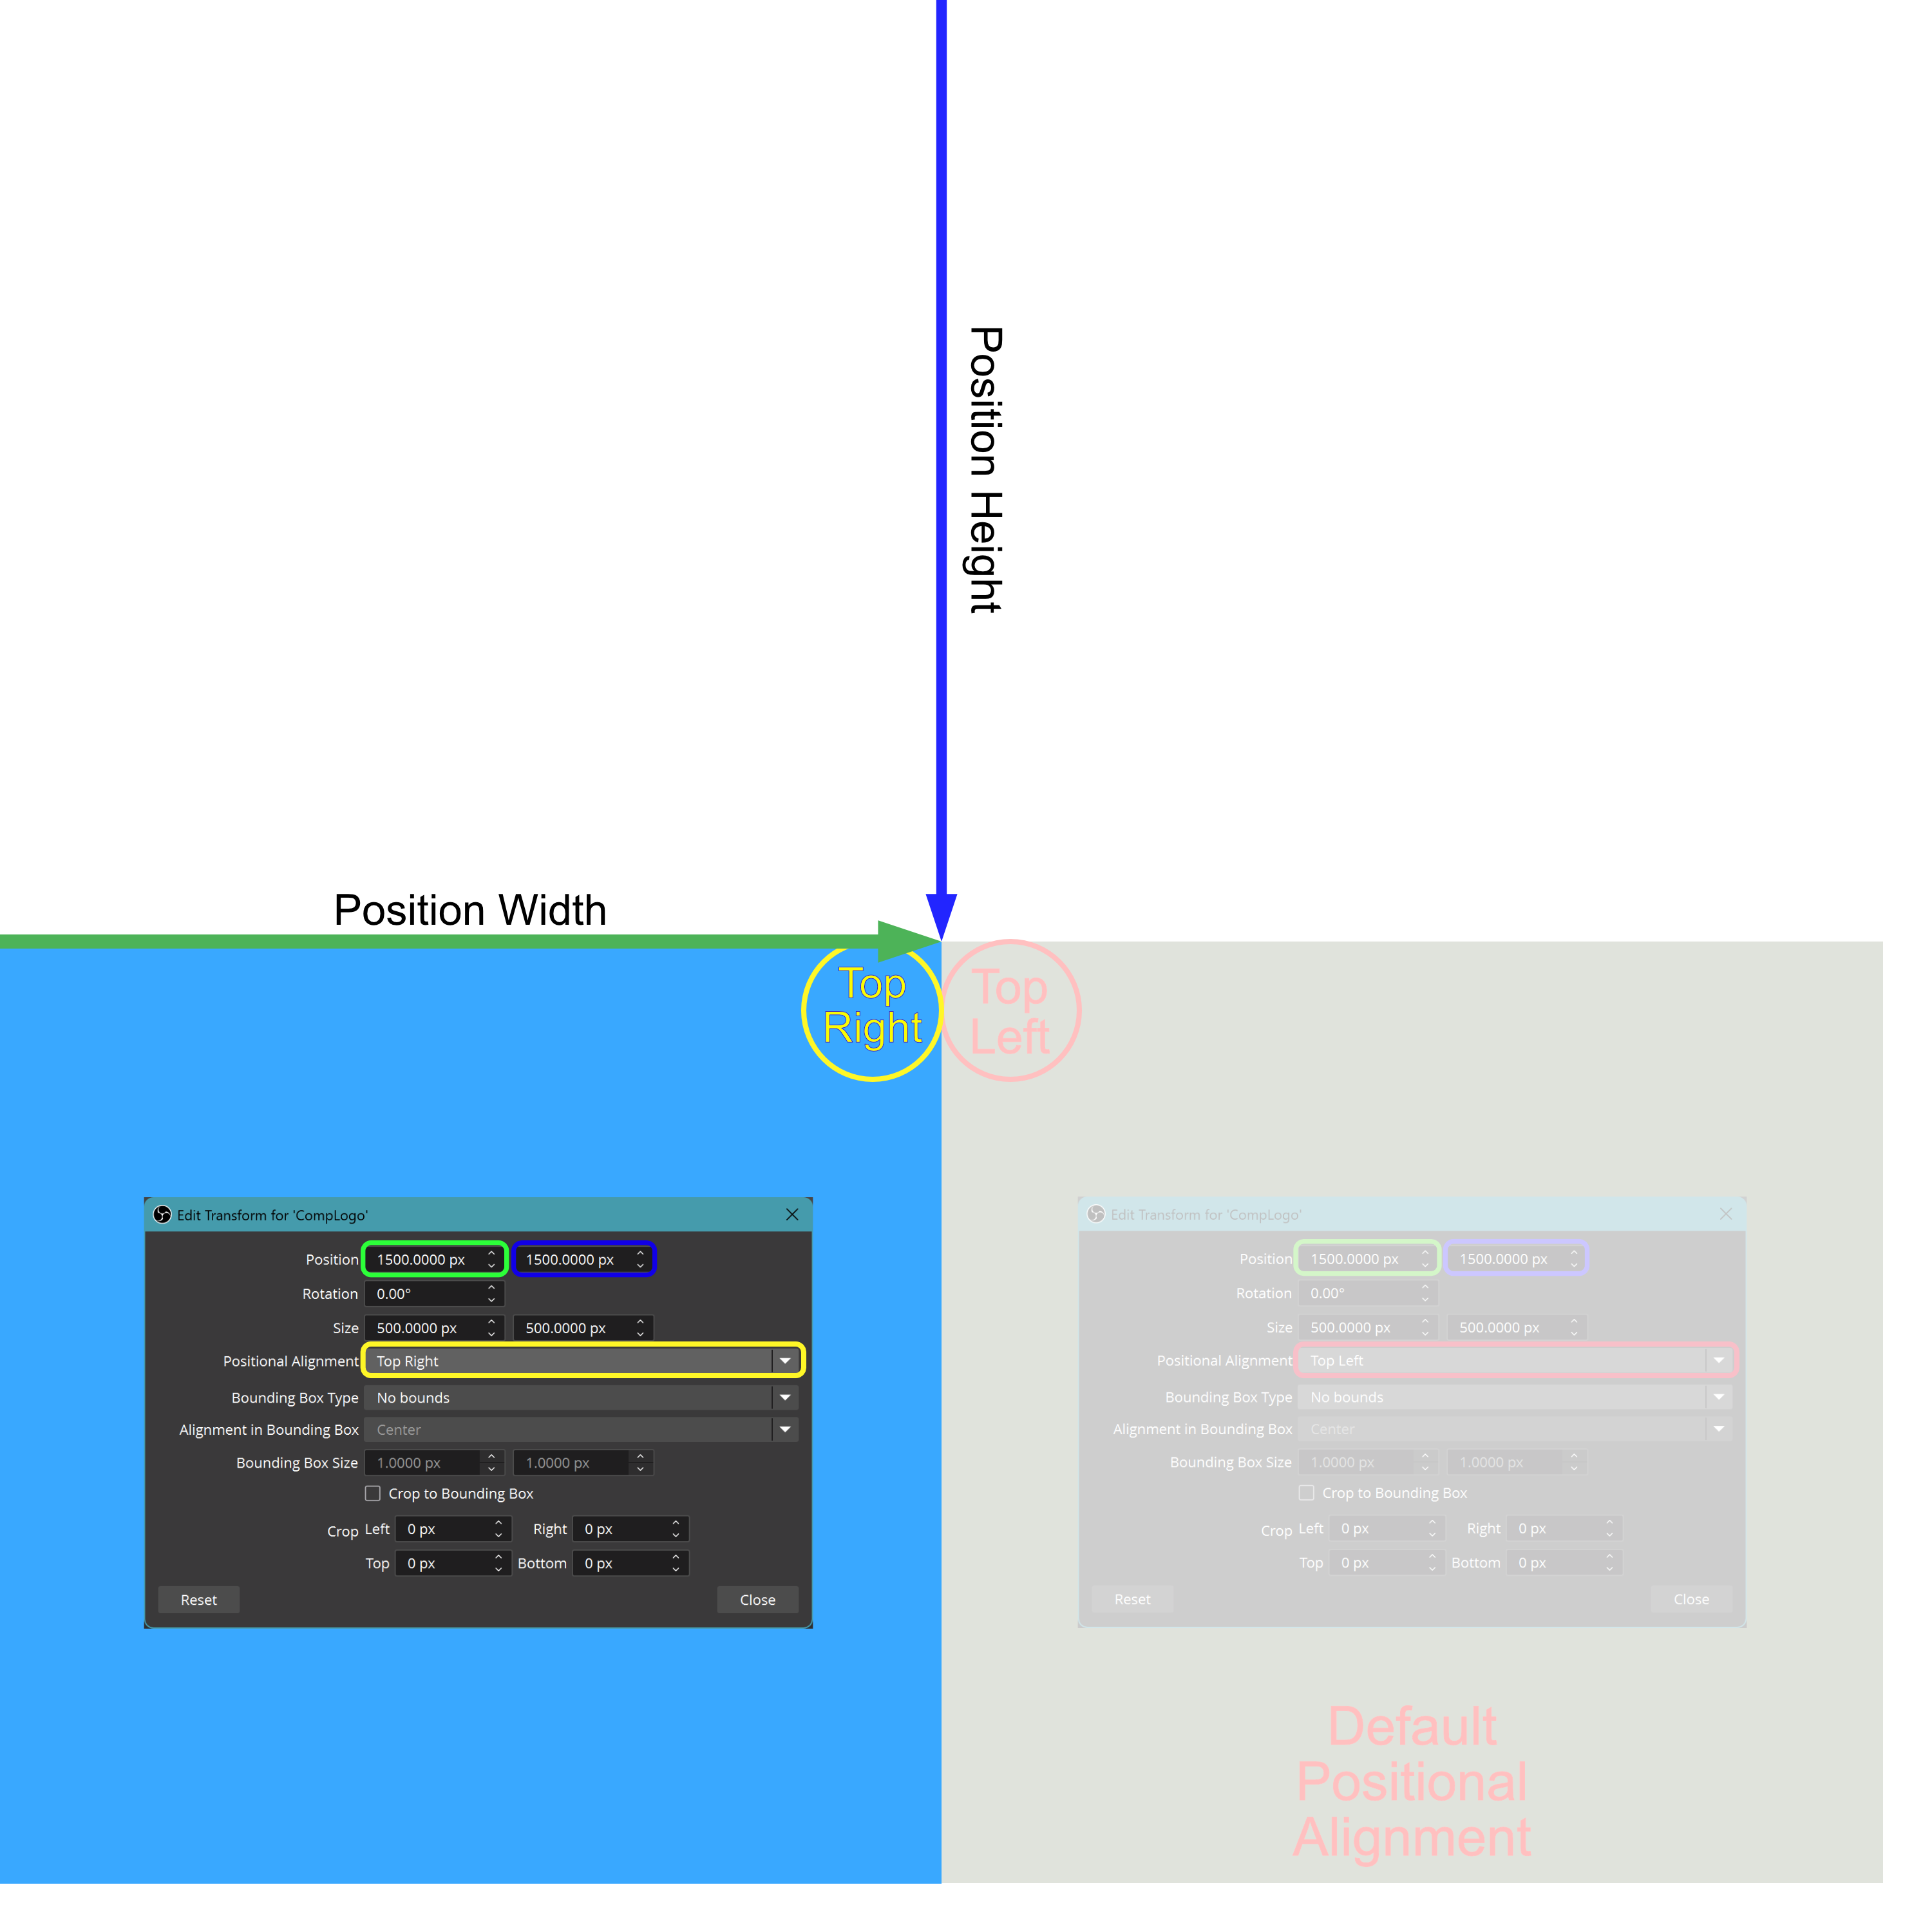 Position Height
Position Width
Top
Right
Top
Left
Edit Transform for 'CompLogo'
Position 1500.0000 px 1500.0000 px
Rotation 0.00°
Size 500.0000 px 500.0000 px
Positional Alignment Top Right
Bounding Box Type No bounds
Alignment in Bounding Box Center
Bounding Box Size 1.0000 px 1.0000 px
Crop to Bounding Box
Crop Left 0 px Right 0 px
Top 0 px Bottom 0 px
Reset Close
Edit Transform for 'CompLogo'
Position 1500.0000 px 1500.0000 px
Rotation 0.00°
Size 500.0000 px 500.0000 px
Positional Alignment Top Left
Bounding Box Type No bounds
Alignment in Bounding Box Center
Bounding Box Size 1.0000 px 1.0000 px
Crop to Bounding Box
Crop Left 0 px Right 0 px
Top 0 px Bottom 0 px
Reset Close
Default
Positional
Alignment